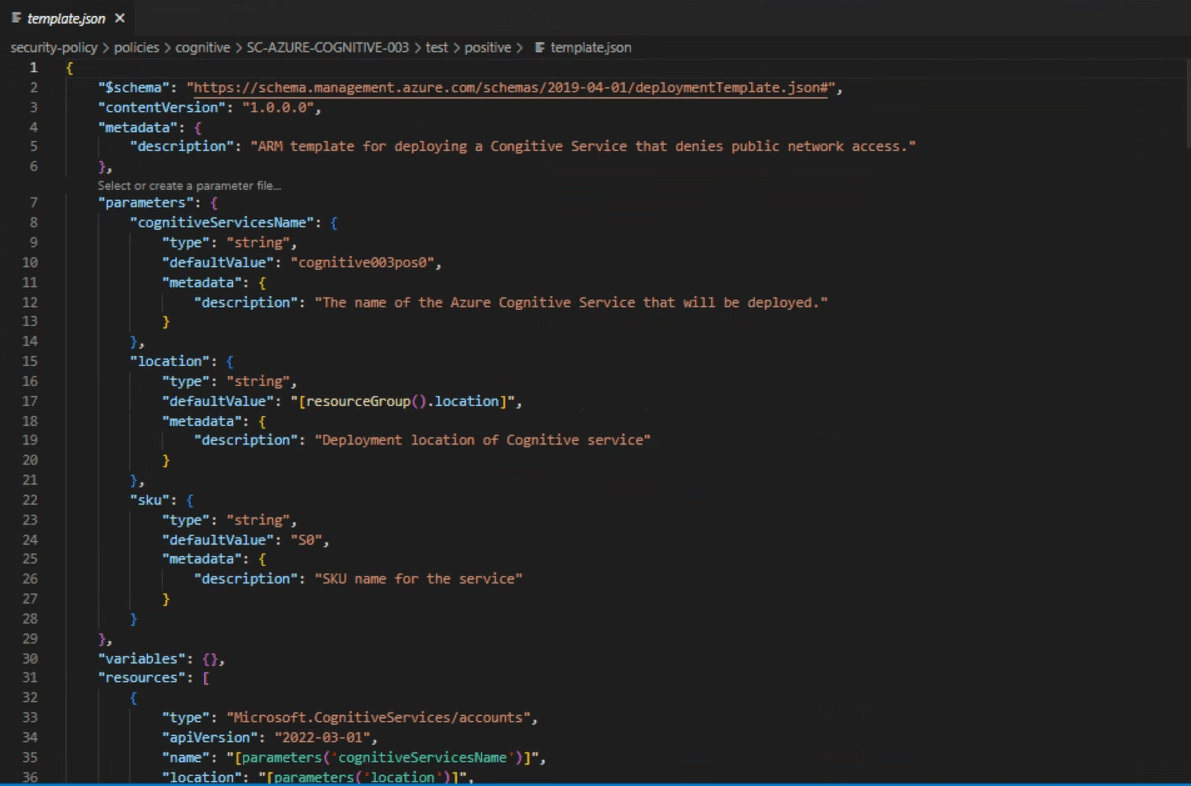 template.json ×
security-policy > policies > cognitive > SC-AZURE-COGNITIVE-003 > test > positive > template.json
1 {
2 "$schema": "https://schema.management.azure.com/schemas/2019-04-01/deploymentTemplate.json#",
3 "contentVersion": "1.0.0.0",
4 "metadata": {
5 "description": "ARM template for deploying a Congitive Service that denies public network access."
6 },
Select or create a parameter file...
7 "parameters": {
8 "cognitiveServicesName": {
9 "type": "string",
10 "defaultValue": "cognitive003pos0",
11 "metadata": {
12 "description": "The name of the Azure Cognitive Service that will be deployed."
13 }
14 },
15 "location": {
16 "type": "string",
17 "defaultValue": "[resourceGroup().location]",
18 "metadata": {
19 "description": "Deployment location of Cognitive service"
20 }
21 },
22 "sku": {
23 "type": "string",
24 "defaultValue": "S0",
25 "metadata": {
26 "description": "SKU name for the service"
27 }
28 }
29 },
30 "variables": {},
31 "resources": [
32 {
33 "type": "Microsoft.CognitiveServices/accounts",
34 "apiVersion": "2022-03-01",
35 "name": "[parameters('cognitiveServicesName')]",
36 "location": "[parameters('location')]",